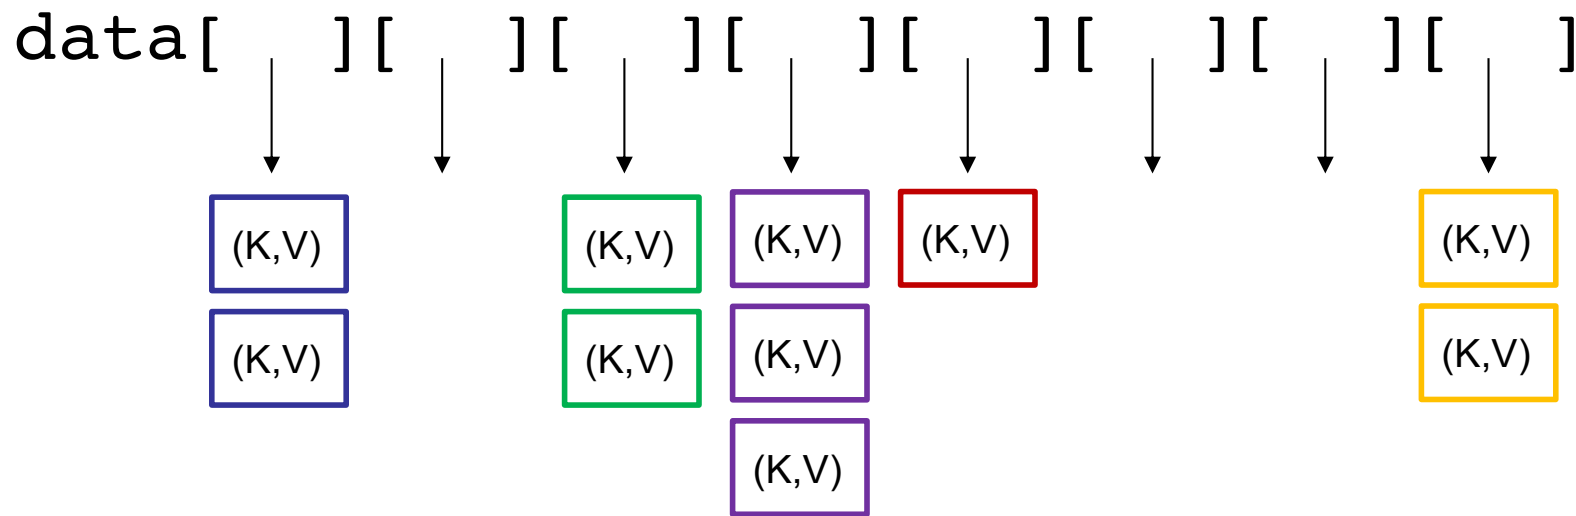 data[ ][ ][ ][ ][ ][ ][ ][ ]
(K,V) (K,V) (K,V) (K,V) (K,V)
(K,V) (K,V) (K,V) (K,V)
(K,V)